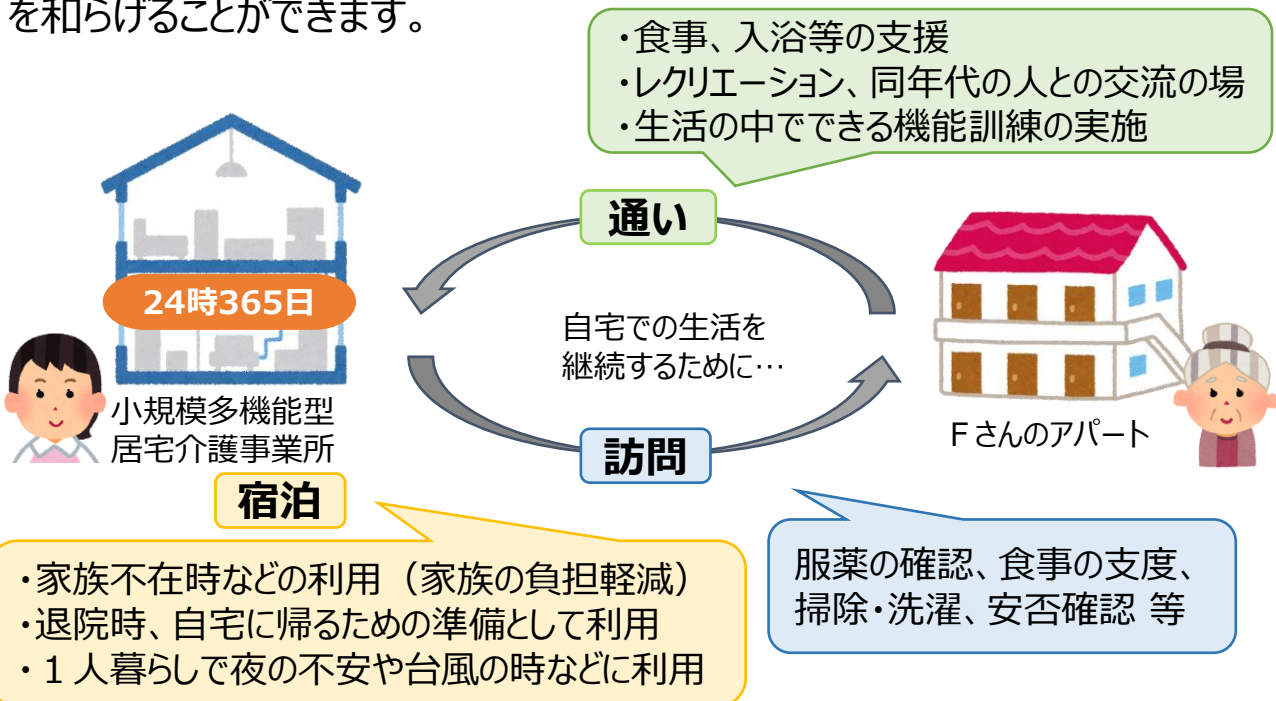 を和らげることができます。
・食事、入浴等の支援
・レクリエーション、同年代の人との交流の場
・生活の中でできる機能訓練の実施
通い
24時365日
自宅での生活を
継続するために…
小規模多機能型
居宅介護事業所
Ｆさんのアパート
訪問
宿泊
・家族不在時などの利用（家族の負担軽減）
・退院時、自宅に帰るための準備として利用
・１人暮らしで夜の不安や台風の時などに利用
服薬の確認、食事の支度、
掃除・洗濯、安否確認 等